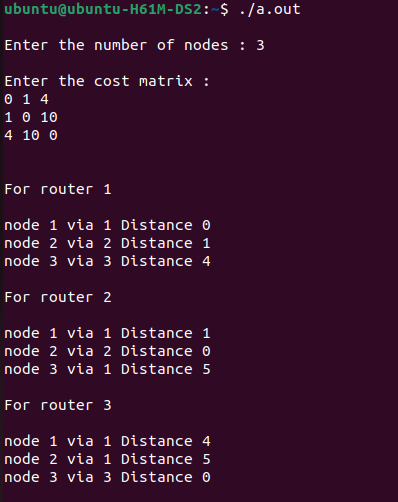 ubuntu@ubuntu-H61M-DS2:~$ ./a.out
Enter the number of nodes : 3
Enter the cost matrix :
0 1 4
1 0 10
4 10 0
For router 1
node 1 via 1 Distance 0
node 2 via 2 Distance 1
node 3 via 3 Distance 4
For router 2
node 1 via 1 Distance 1
node 2 via 2 Distance 0
node 3 via 1 Distance 5
For router 3
node 1 via 1 Distance 4
node 2 via 1 Distance 5
node 3 via 3 Distance 0